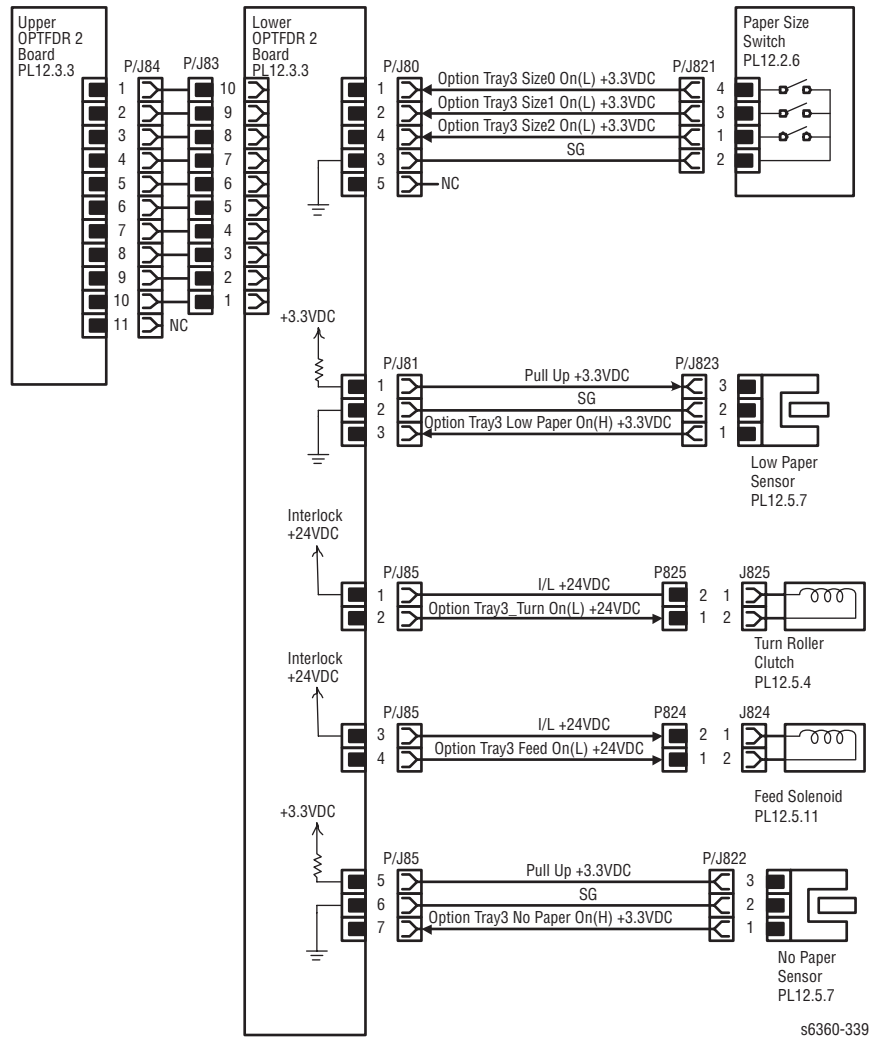 Upper
OPTFDR 2
Board
PL12.3.3
P/J84
P/J83
1
2
3
4
5
6
7
8
9
10
11
NC
10
9
8
7
6
5
4
3
2
1
Lower
OPTFDR 2
Board
PL12.3.3
P/J80
1
2
4
3
5
Option Tray3 Size0 On(L) +3.3VDC
Option Tray3 Size1 On(L) +3.3VDC
Option Tray3 Size2 On(L) +3.3VDC
SG
NC
P/J821
4
3
1
2
Paper Size
Switch
PL12.2.6
+3.3VDC
P/J81
1
2
3
Pull Up +3.3VDC
SG
Option Tray3 Low Paper On(H) +3.3VDC
P/J823
3
2
1
Low Paper
Sensor
PL12.5.7
Interlock
+24VDC
P/J85
1
2
I/L +24VDC
Option Tray3_Turn On(L) +24VDC
P825
2
1
J825
1
2
Turn Roller
Clutch
PL12.5.4
Interlock
+24VDC
P/J85
3
4
I/L +24VDC
Option Tray3 Feed On(L) +24VDC
P824
2
1
J824
1
2
Feed Solenoid
PL12.5.11
+3.3VDC
P/J85
5
6
7
Pull Up +3.3VDC
SG
Option Tray3 No Paper On(H) +3.3VDC
P/J822
3
2
1
No Paper
Sensor
PL12.5.7
s6360-339